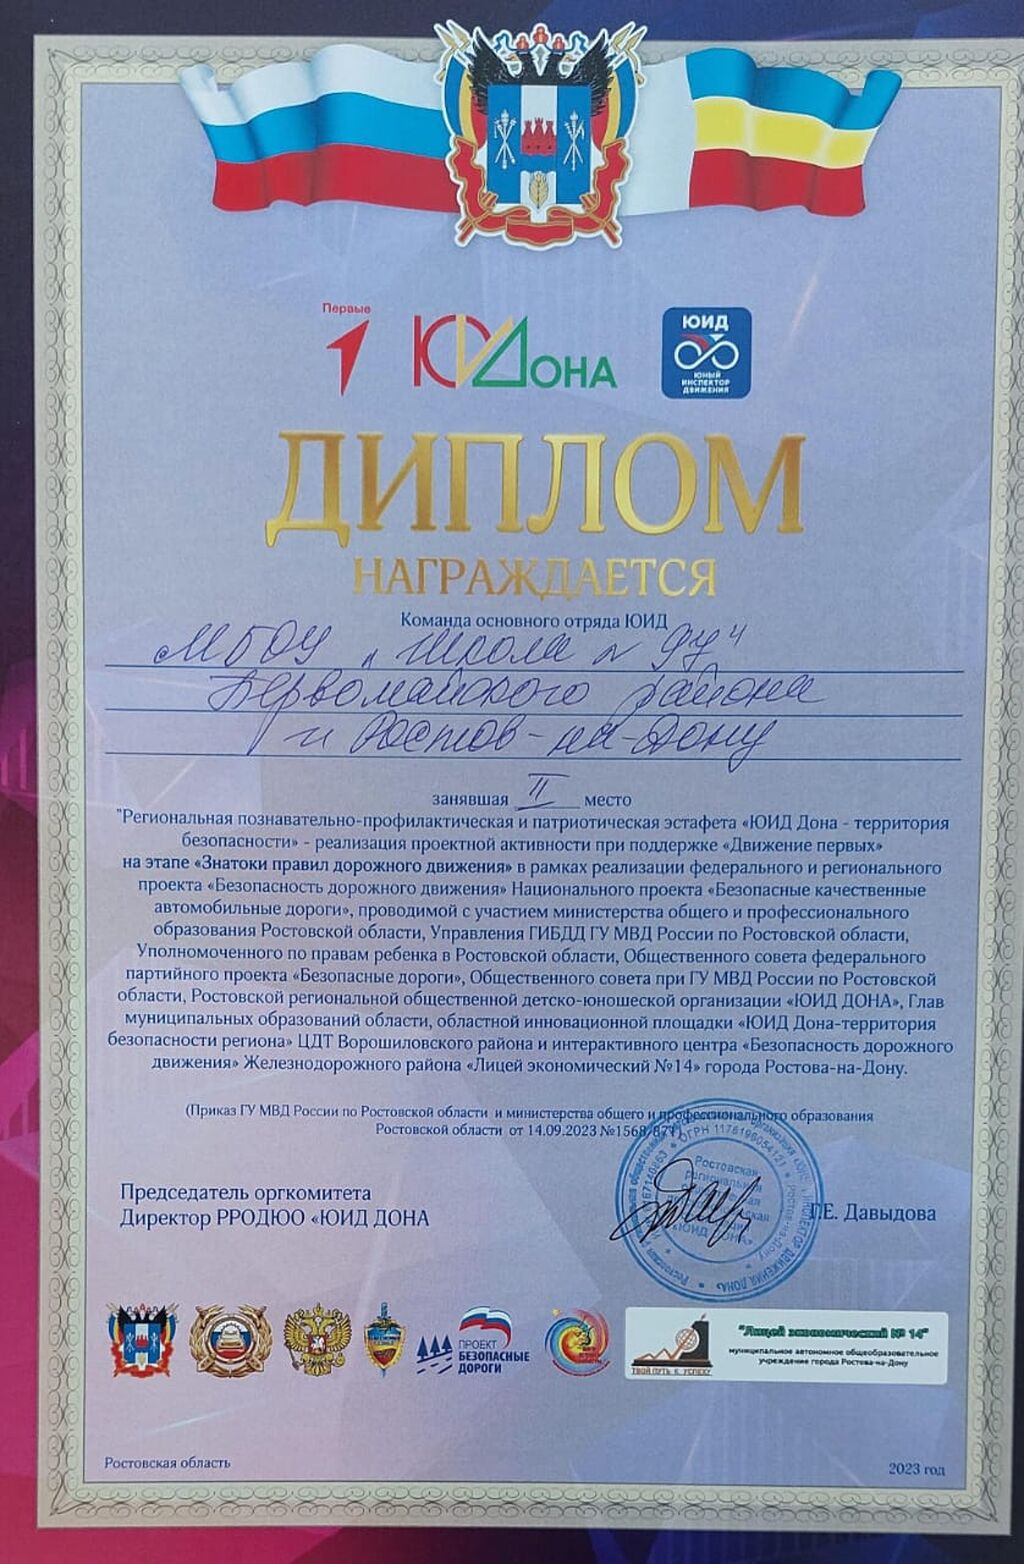 Первые
ЮИДОНА
ЮИД
ЮНЫЙ
ИНСПЕКТОР
ДВИЖЕНИЯ
ДИПЛОМ
НАГРАЖДАЕТСЯ
Команда основного отряда ЮИД
МБОУ "Школа №
Первомайского района
г. Ростов-на-Дону
занявшая II место
"Региональная познавательно-профилактическая и патриотическая эстафета «ЮИД Дона - территория
безопасности» - реализация проектной активности при поддержке «Движение первых»
на этапе «Знатоки правил дорожного движения» в рамках реализации федерального и регионального
проекта «Безопасность дорожного движения» Национального проекта «Безопасные качественные
автомобильные дороги», проводимой с участием министерства общего и профессионального
образования Ростовской области, Управления ГИБДД ГУ МВД России по Ростовской области,
Уполномоченного по правам ребенка в Ростовской области, Общественного совета федерального
партийного проекта «Безопасные дороги», Общественного совета при ГУ МВД России по Ростовской
области, Ростовской региональной общественной детско-юношеской организации «ЮИД ДОНА», Глав
муниципальных образований области, областной инновационной площадки «ЮИД Дона-территория
безопасности региона» ЦДТ Ворошиловского района и интерактивного центра «Безопасность дорожного
движения» Железнодорожного района «Лицей экономический №14» города Ростова-на-Дону.
(Приказ ГУ МВД России по Ростовской области и министерства общего и профессионального образования
Ростовской области от 14.09.2023 №1568/871)
Председатель оргкомитета
Директор РРОДЮО «ЮИД ДОНА
Г.Е. Давыдова
Ростовская
региональная
«ЮИД ДОНА»
ПРОЕКТ
БЕЗОПАСНЫЕ
ДОРОГИ
ТВОЙ ПУТЬ К УСПЕХУ
"Лицей экономический № 14"
муниципальное автономное общеобразовательное
учреждение города Ростова-на-Дону
Ростовская область
2023 год